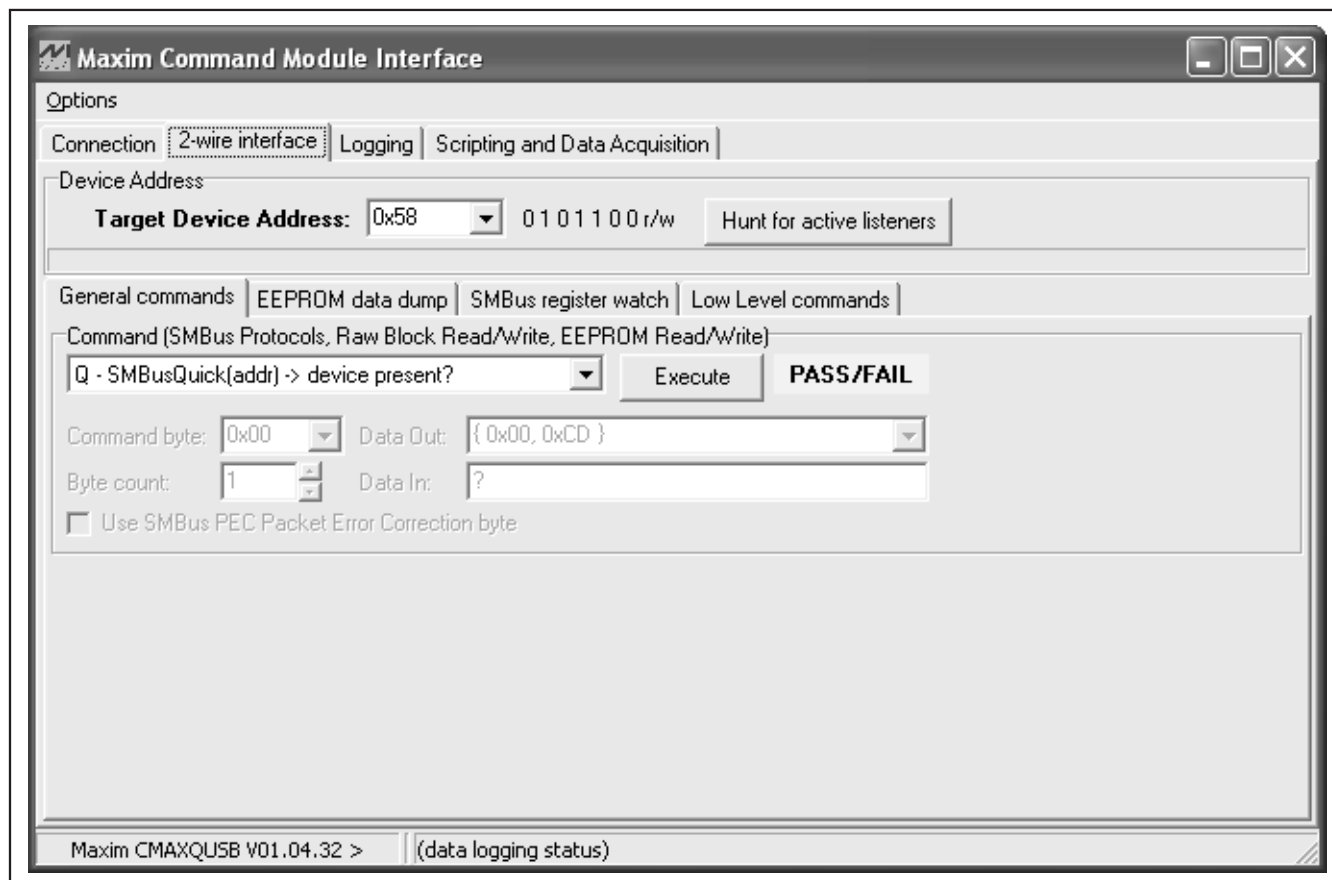 Maxim Command Module Interface
Options
Connection 2-wire interface Logging Scripting and Data Acquisition
Device Address
Target Device Address: 0x58 0 1 0 1 1 0 0 r/w Hunt for active listeners
General commands EEPROM data dump SMBus register watch Low Level commands
Command (SMBus Protocols, Raw Block Read/Write, EEPROM Read/Write)
Q - SMBusQuick(addr) -> device present? Execute PASS/FAIL
Command byte: 0x00 Data Out: { 0x00, 0xCD }
Byte count: 1 Data In: ?
Use SMBus PEC Packet Error Correction byte
Maxim CMAXQUSB V01.04.32 > (data logging status)